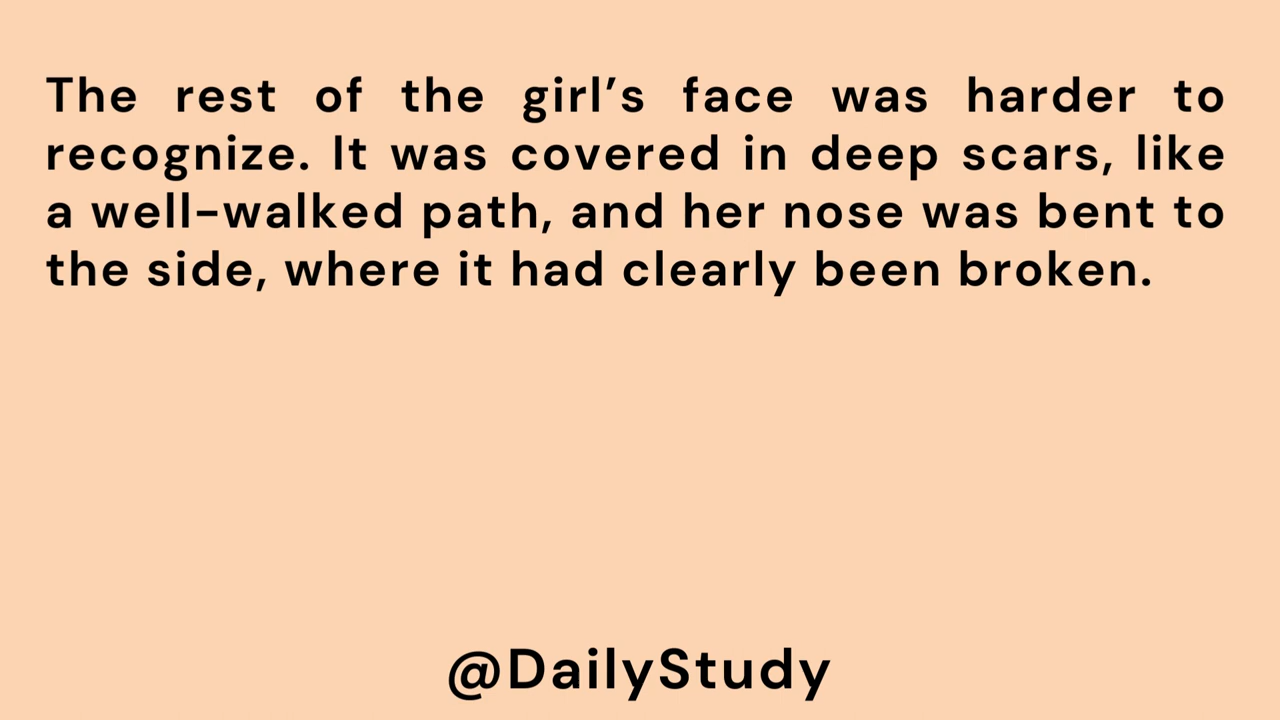 The rest of the girl’s face was harder to
recognize. It was covered in deep scars, like
a well-walked path, and her nose was bent to
the side, where it had clearly been broken.
@DailyStudy